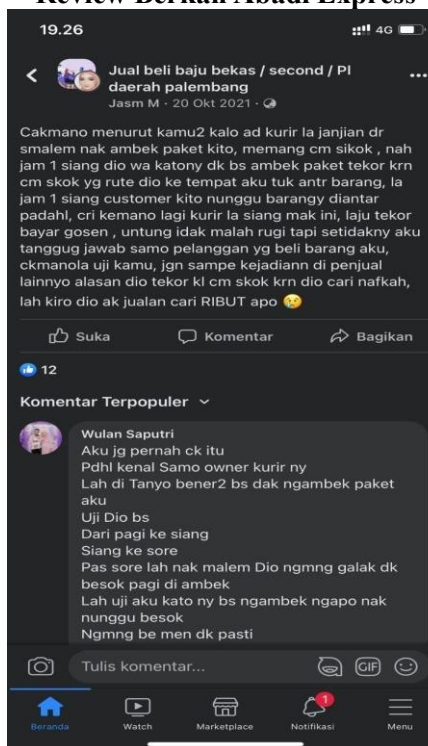 Review Berkah Abadi Express
19.26
4G
Jual beli baju bekas / second / Pl
daerah palembang
Jasm M · 20 Okt 2021 ·
Cakmano menurut kamu2 kalo ad kurir la janjian dr
smalem nak ambek paket kito, memang cm sikok , nah
jam 1 siang dio wa katony dk bs ambek paket tekor krn
cm skok yg rute dio ke tempat aku tuk antr barang, la
jam 1 siang customer kito nunggu barangy diantar
padahl, cri kemano lagi kurir la siang mak ini, laju tekor
bayar gosen , untung idak malah rugi tapi setidakny aku
tanggug jawab samo pelanggan yg beli barang aku,
ckmanola uji kamu, jgn sampe kejadiann di penjual
lainnyo alasan dio tekor kl cm skok krn dio cari nafkah,
lah kiro dio ak jualan cari RIBUT apo 😢
Suka
Komentar
Bagikan
12
Komentar Terpopuler
Wulan Saputri
Aku jg pernah ck itu
Pdhl kenal Samo owner kurir ny
Lah di Tanyo bener2 bs dak ngambek paket
aku
Uji Dio bs
Dari pagi ke siang
Siang ke sore
Pas sore lah nak malem Dio ngmng galak dk
besok pagi di ambek
Lah uji aku kato ny bs ngambek ngapo nak
nunggu besok
Ngmng be men dk pasti
Tulis komentar...
GIF
1
Beranda
Watch
Marketplace
Notifikasi
Menu